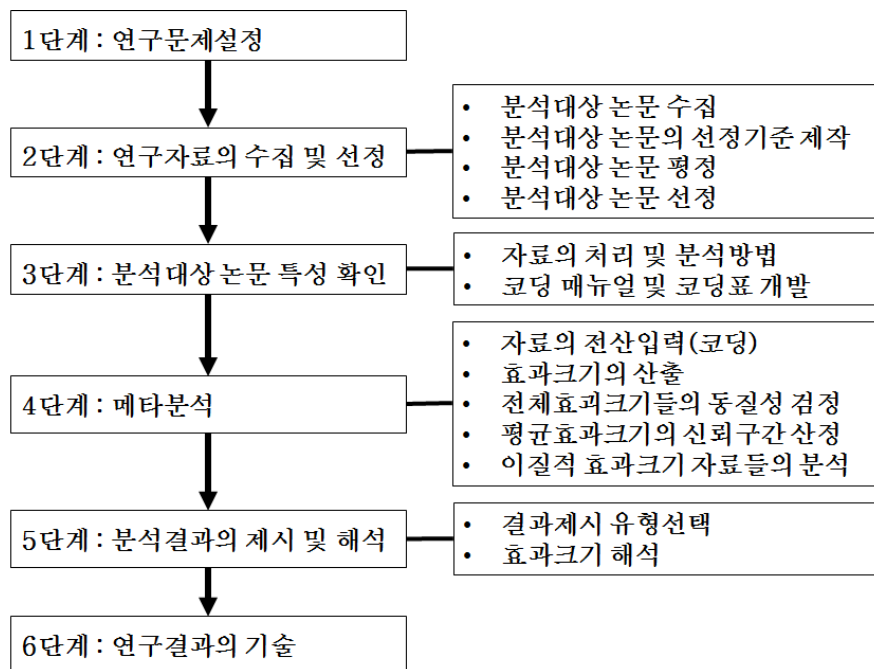 1단계 : 연구문제설정
2단계: 연구자료의 수집 및 선정
• 분석대상 논문 수집
• 분석대상 논문의 선정기준 제작
• 분석대상 논문 평정
• 분석대상 논문 선정
3단계: 분석대상 논문 특성 확인
• 자료의 처리 및 분석방법
• 코딩 매뉴얼 및 코딩표 개발
4단계: 메타분석
• 자료의 전산입력(코딩)
• 효과크기의 산출
• 전체효괴크기들의 동질성 검정
• 평균효과크기의 신뢰구간 산정
• 이질적 효과크기 자료들의 분석
5단계 : 분석결과의 제시 및 해석
• 결과제시 유형선택
• 효과크기 해석
6단계 : 연구결과의 기술